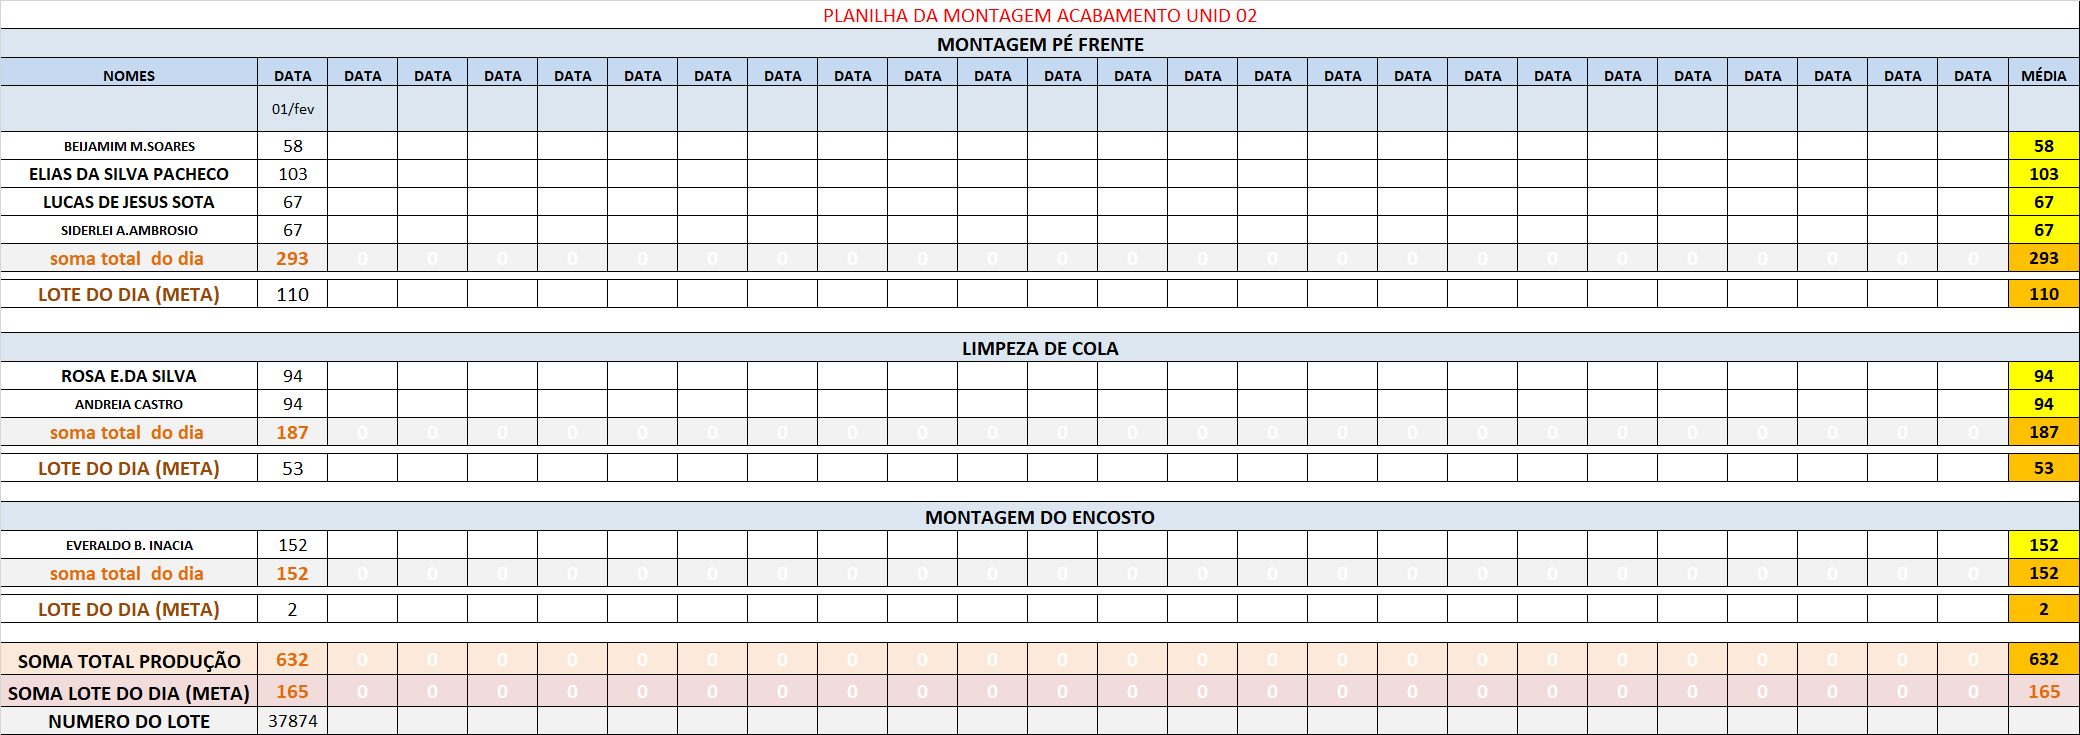 PLANILHA DA MONTAGEM ACABAMENTO UNID 02
MONTAGEM PÉ FRENTE
NOMES DATA DATA DATA DATA DATA DATA DATA DATA DATA DATA DATA DATA DATA DATA DATA DATA DATA DATA DATA DATA DATA DATA DATA DATA DATA MÉDIA
01/fev
BEIJAMIM M.SOARES 58 58
ELIAS DA SILVA PACHECO 103 103
LUCAS DE JESUS SOTA 67 67
SIDERLEI A.AMBROSIO 67 67
soma total do dia 293 0 0 0 0 0 0 0 0 0 0 0 0 0 0 0 0 0 0 0 0 0 0 0 0 293
LOTE DO DIA (META) 110 110
LIMPEZA DE COLA
ROSA E.DA SILVA 94 94
ANDREIA CASTRO 94 94
soma total do dia 187 0 0 0 0 0 0 0 0 0 0 0 0 0 0 0 0 0 0 0 0 0 0 0 0 187
LOTE DO DIA (META) 53 53
MONTAGEM DO ENCOSTO
EVERALDO B. INACIA 152 152
soma total do dia 152 0 0 0 0 0 0 0 0 0 0 0 0 0 0 0 0 0 0 0 0 0 0 0 0 152
LOTE DO DIA (META) 2 2
SOMA TOTAL PRODUÇÃO 632 0 0 0 0 0 0 0 0 0 0 0 0 0 0 0 0 0 0 0 0 0 0 0 0 632
SOMA LOTE DO DIA (META) 165 0 0 0 0 0 0 0 0 0 0 0 0 0 0 0 0 0 0 0 0 0 0 0 0 165
NUMERO DO LOTE 37874